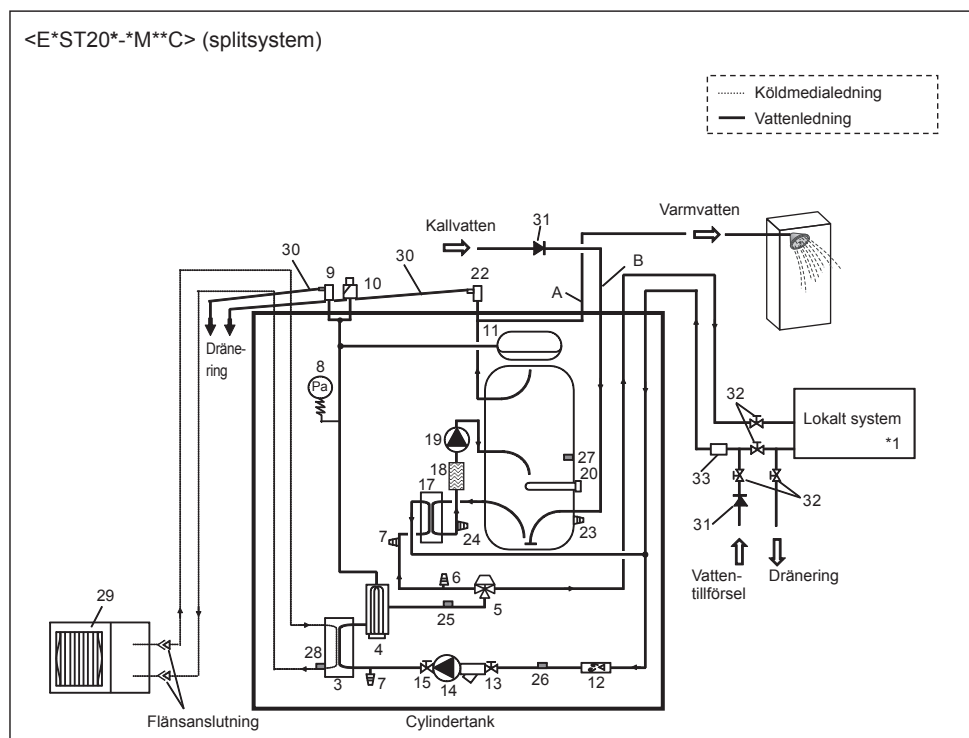 <E*ST20*-*M**C> (splitsystem)
Köldmedialedning
Vattenledning
Kallvatten
31
Varmvatten
30
9
10
30
22
A
B
11
Dräne-
ring
8
Pa
32
Lokalt system
*1
19
27
18
20
33
17
32
7
24
23
31
6
5
Vatten-
tillförsel
Dränering
25
29
28
4
3
7
15
14
13
26
12
Flänsanslutning
Cylindertank